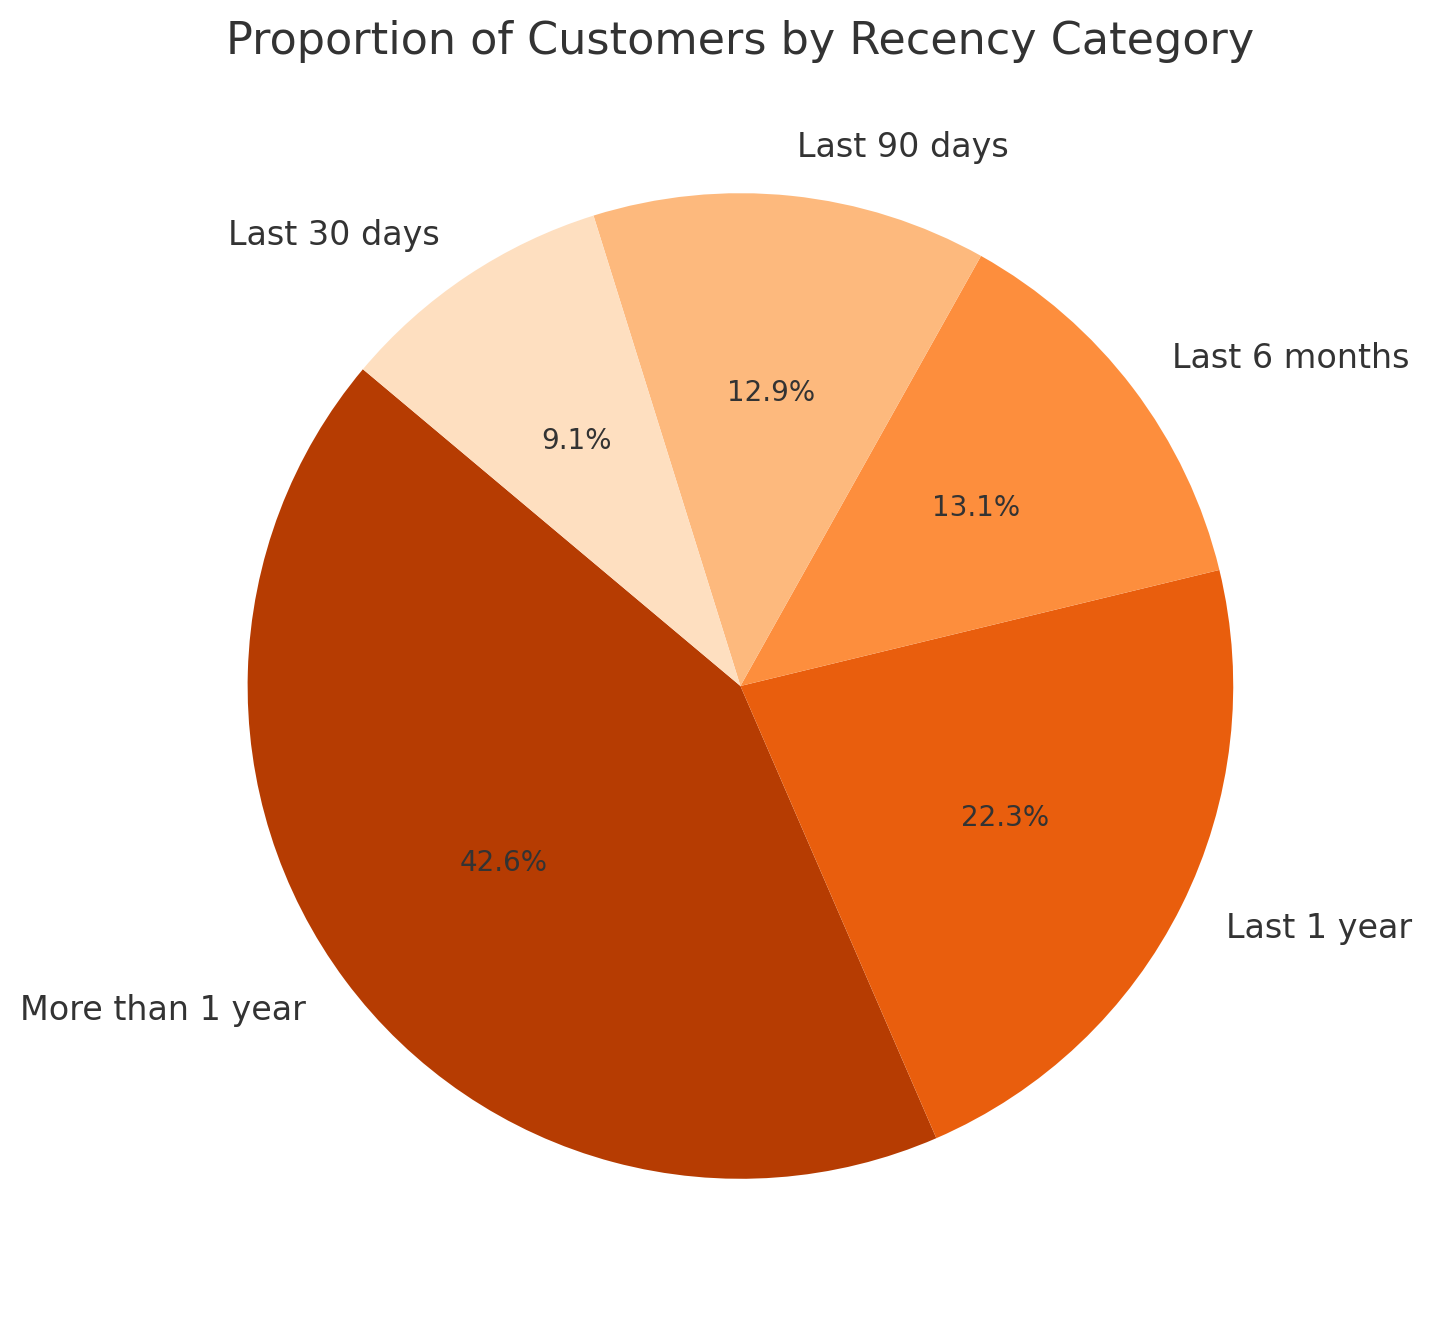 Proportion of Customers by Recency Category
Last 90 days
Last 30 days
Last 6 months
12.9%
9.1%
13.1%
22.3%
42.6%
Last 1 year
More than 1 year